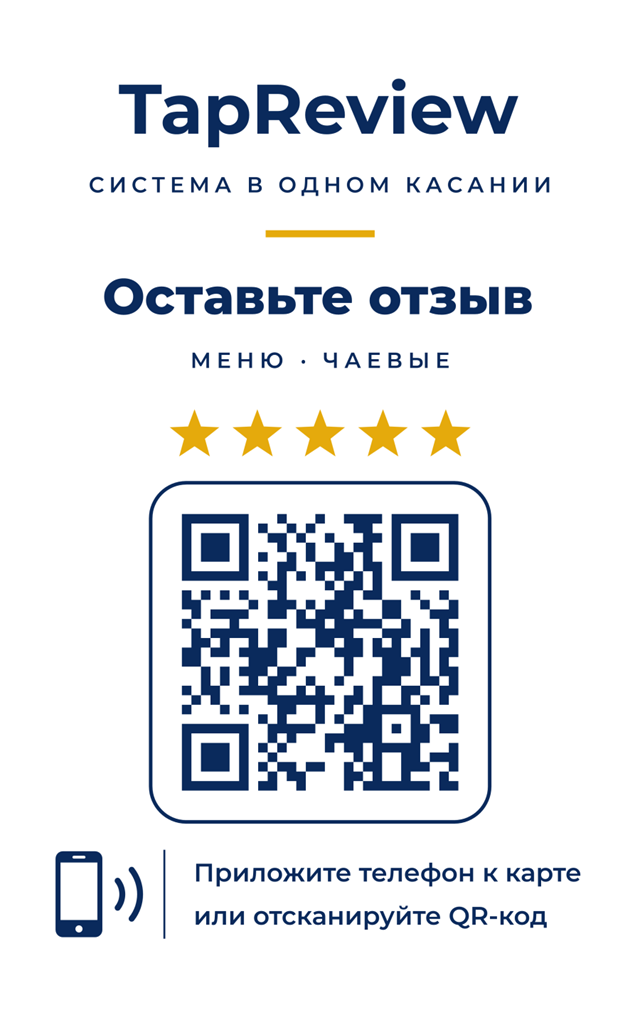 TapReview
СИСТЕМА В ОДНОМ КАСАНИИ
Оставьте отзыв
МЕНЮ · ЧАЕВЫЕ
Приложите телефон к карте
или отсканируйте QR-код